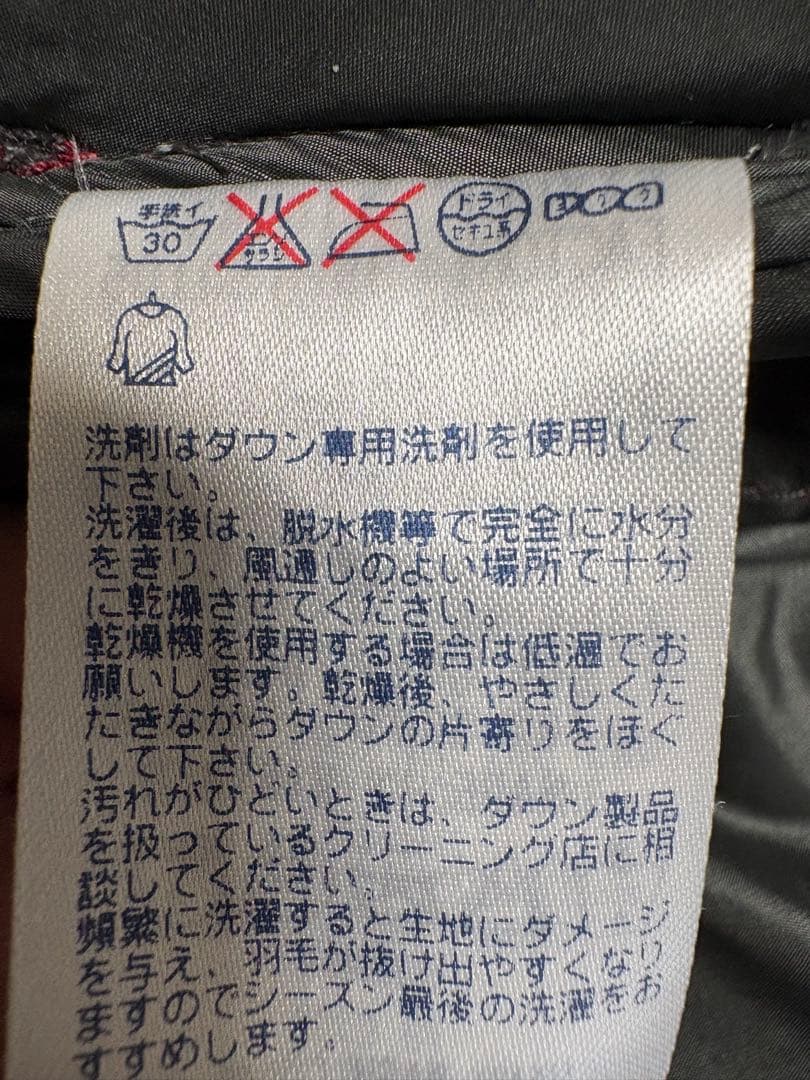 手洗イ
30
エンソ
サラシ
ドライ
セキユ系
洗剤はダウン専用洗剤を使用して
下さい。
洗濯後は、脱水機等で完全に水分
をきり、風通しのよい場所で十分
に乾燥させてください。
乾燥機を使用する場合は低温でお
願いします。乾燥後、やさしくた
たきながらダウンの片寄りをほぐ
して下さい。
汚れがひどいときは、ダウン製品
を扱っているクリーニング店に相
談してください。
頻繁に洗濯すると生地にダメージ
を与え、羽毛が抜け出やすくなり
ますのでシーズン最後の洗濯をお
すすめします。